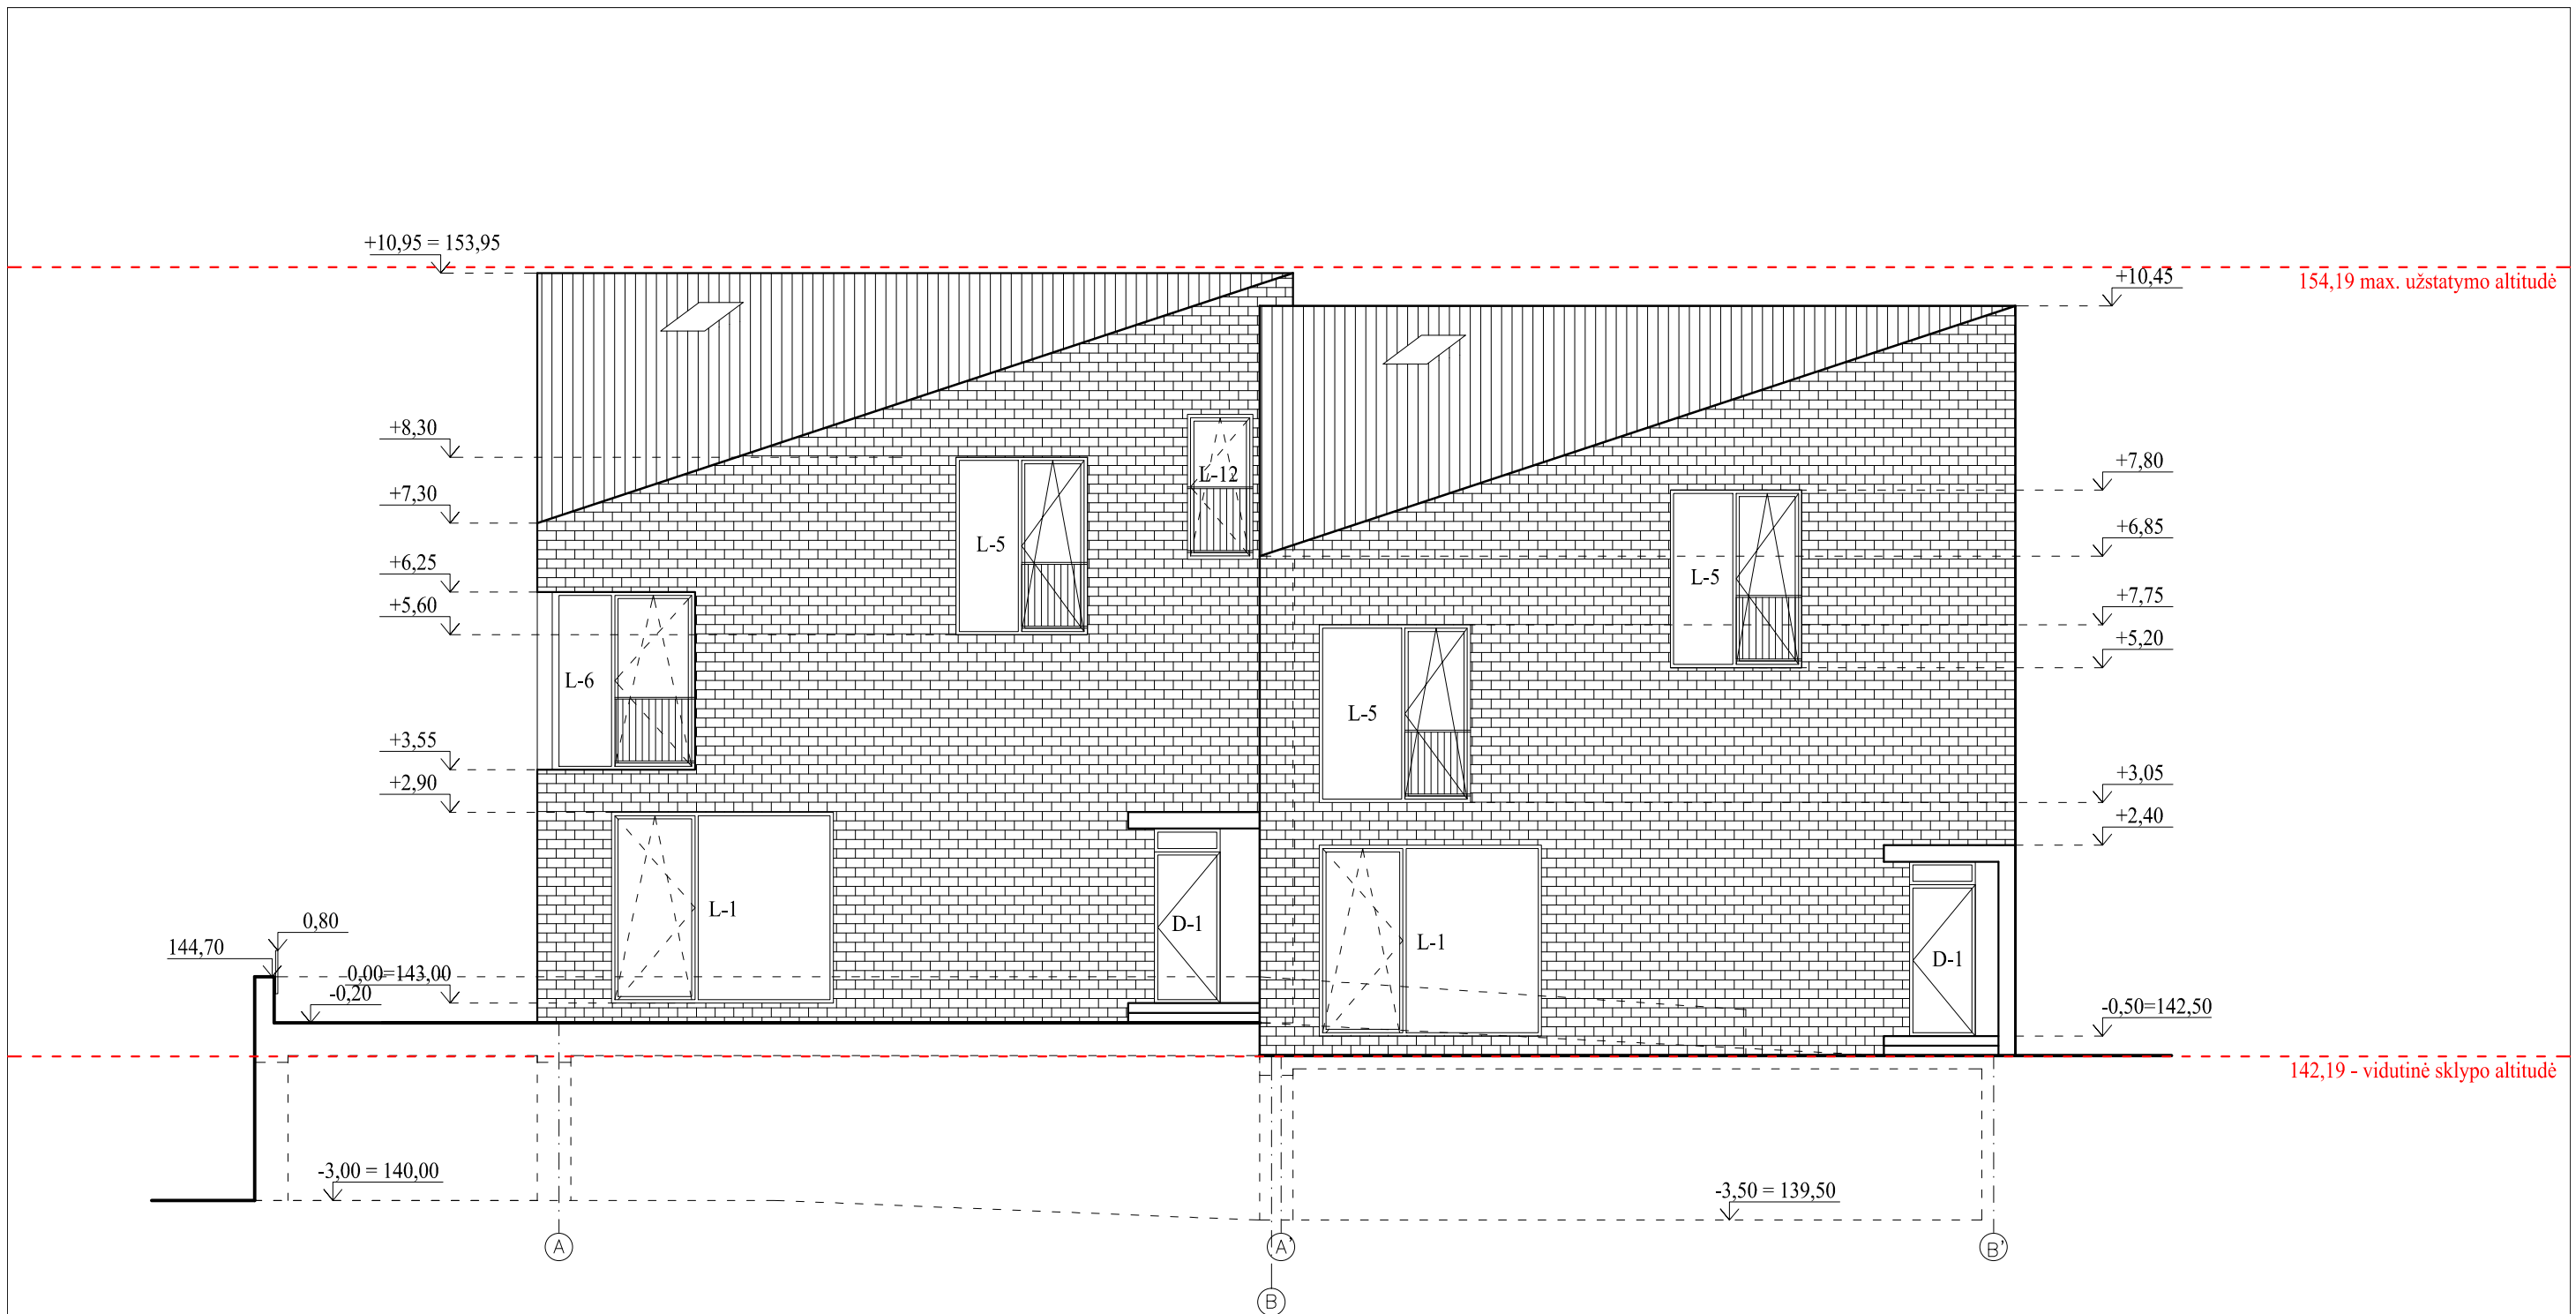 +10,95 = 153,95
+10,45
154,19 max. užstatymo altitudė
+8,30
+7,80
L-12
+7,30
+6,85
L-5
L-5
+6,25
+7,75
+5,60
+5,20
L-6
L-5
+3,55
+3,05
+2,90
+2,40
0,80
L-1
D-1
L-1
D-1
144,70
0,00=143,00
-0,20
-0,50=142,50
142,19 - vidutinė sklypo altitudė
-3,00 = 140,00
-3,50 = 139,50
A
A'
B'
B